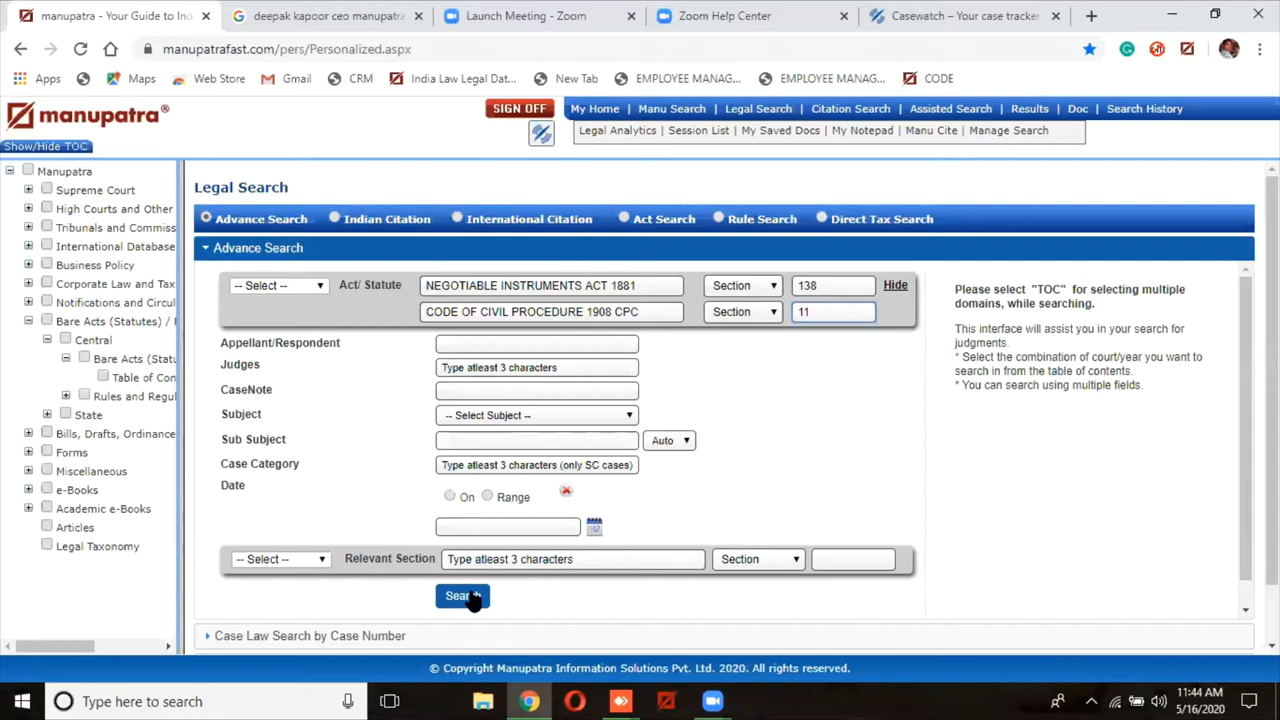 manupatra - Your Guide to Ind
deepak kapoor ceo manupatra
Launch Meeting - Zoom
Zoom Help Center
Casewatch – Your case tracker
manupatrafast.com/pers/Personalized.aspx
Apps
Maps
Web Store
Gmail
CRM
India Law Legal Dat...
New Tab
EMPLOYEE MANAG...
EMPLOYEE MANAG...
CODE
manupatra®
SIGN OFF
My Home | Manu Search | Legal Search | Citation Search | Assisted Search | Results | Doc | Search History
Legal Analytics | Session List | My Saved Docs | My Notepad | Manu Cite | Manage Search
Show/Hide TOC
Manupatra
Supreme Court
High Courts and Other
Tribunals and Commiss
International Database
Business Policy
Corporate Law and Tax
Notifications and Circul
Bare Acts (Statutes) / R
Central
Bare Acts (Statu
Table of Con
Rules and Regul
State
Bills, Drafts, Ordinance
Forms
Miscellaneous
e-Books
Academic e-Books
Articles
Legal Taxonomy
Legal Search
Advance Search
Indian Citation
International Citation
Act Search
Rule Search
Direct Tax Search
Advance Search
-- Select --
Act/ Statute
NEGOTIABLE INSTRUMENTS ACT 1881
Section
138
Hide
CODE OF CIVIL PROCEDURE 1908 CPC
Section
11
Appellant/Respondent
Judges
Type atleast 3 characters
CaseNote
Subject
-- Select Subject --
Sub Subject
Auto
Case Category
Type atleast 3 characters (only SC cases)
Date
On
Range
-- Select --
Relevant Section
Type atleast 3 characters
Section
Search
Please select "TOC" for selecting multiple
domains, while searching.
This interface will assist you in your search for
judgments.
* Select the combination of court/year you want to
search in from the table of contents.
* You can search using multiple fields.
Case Law Search by Case Number
© Copyright Manupatra Information Solutions Pvt. Ltd. 2020. All rights reserved.
Type here to search
11:44 AM
5/16/2020